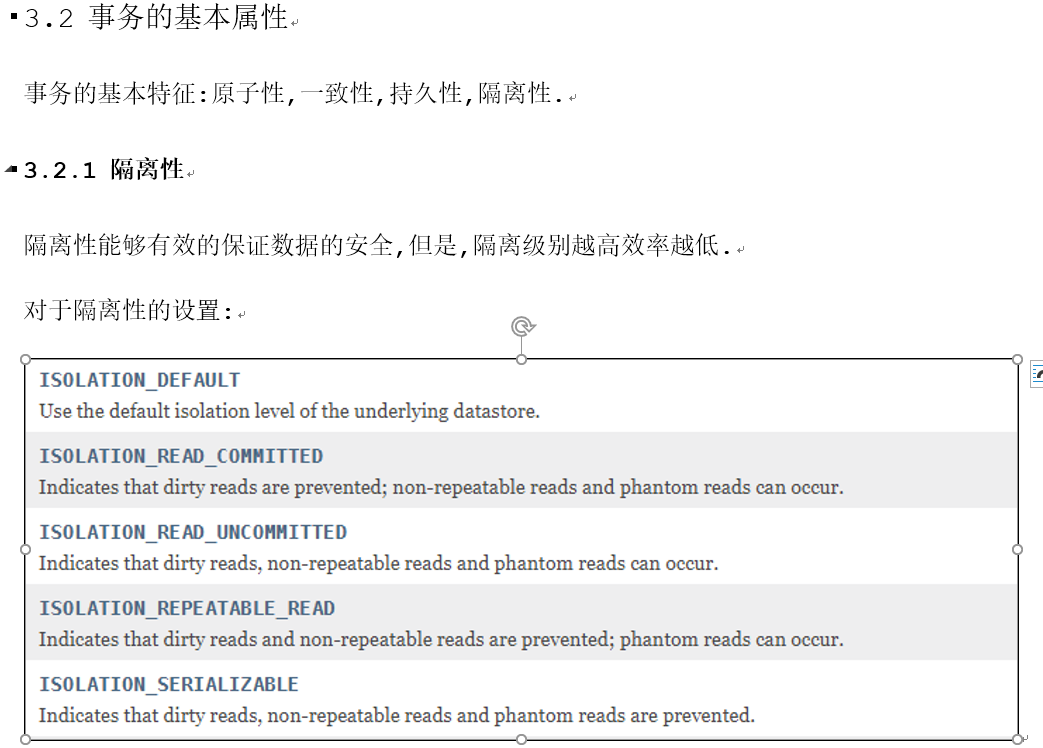 3.2 事务的基本属性
事务的基本特征:原子性,一致性,持久性,隔离性.
3.2.1 隔离性
隔离性能够有效的保证数据的安全,但是,隔离级别越高效率越低.
对于隔离性的设置:
ISOLATION_DEFAULT
Use the default isolation level of the underlying datastore.
ISOLATION_READ_COMMITTED
Indicates that dirty reads are prevented; non-repeatable reads and phantom reads can occur.
ISOLATION_READ_UNCOMMITTED
Indicates that dirty reads, non-repeatable reads and phantom reads can occur.
ISOLATION_REPEATABLE_READ
Indicates that dirty reads and non-repeatable reads are prevented; phantom reads can occur.
ISOLATION_SERIALIZABLE
Indicates that dirty reads, non-repeatable reads and phantom reads are prevented.